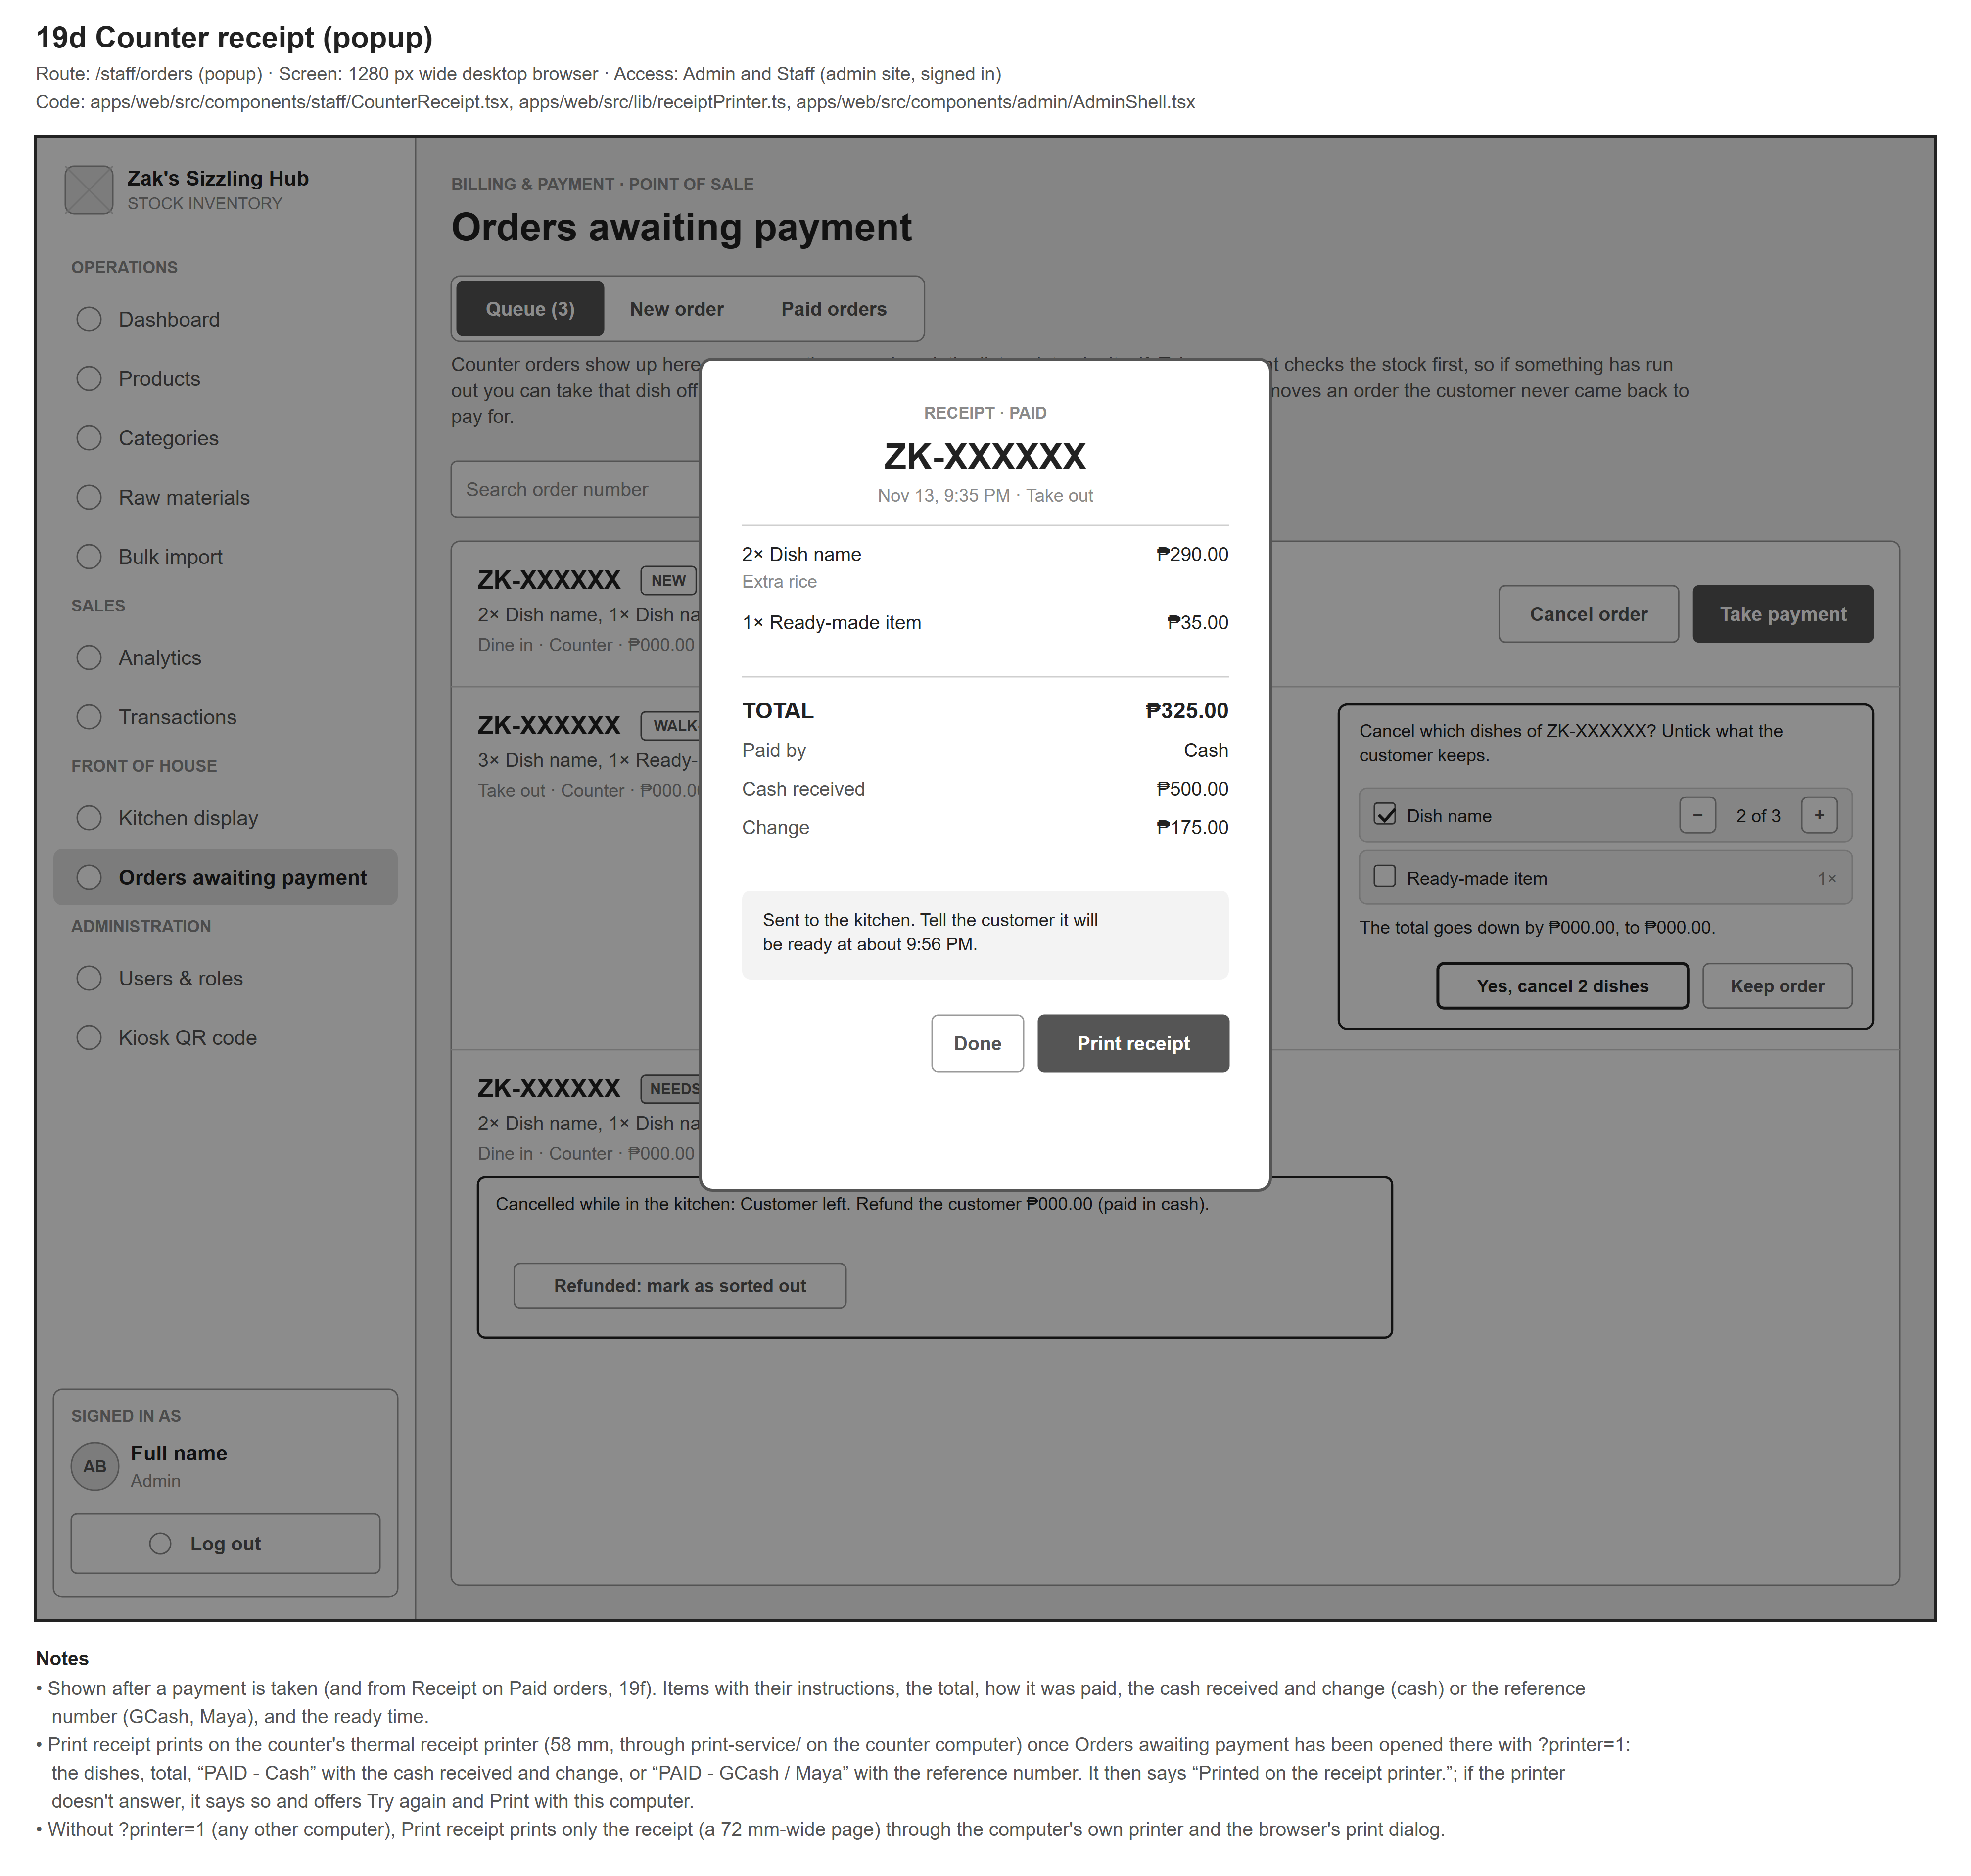 19d Counter receipt (popup)
Route: /staff/orders (popup) · Screen: 1280 px wide desktop browser · Access: Admin and Staff (admin site, signed in)
Code: apps/web/src/components/staff/CounterReceipt.tsx, apps/web/src/lib/receiptPrinter.ts, apps/web/src/components/admin/AdminShell.tsx
Zak's Sizzling Hub
STOCK INVENTORY
OPERATIONS
Dashboard
Products
Categories
Raw materials
Bulk import
SALES
Analytics
Transactions
FRONT OF HOUSE
Kitchen display
Orders awaiting payment
ADMINISTRATION
Users & roles
Kiosk QR code
SIGNED IN AS
AB
Full name
Admin
Log out
BILLING & PAYMENT · POINT OF SALE
Orders awaiting payment
Queue (3)
New order
Paid orders
Counter orders show up here
checks the stock first, so if something has run
out you can take that dish off
an order the customer never came back to
pay for.
Search order number
ZK-XXXXXX
NEW
2× Dish name, 1× Dish
Dine in · Counter · ₱000.00
Cancel order
Take payment
ZK-XXXXXX
WALK-
3× Dish name, 1× Ready-
Take out · Counter · ₱000.00
Cancel which dishes of ZK-XXXXXX? Untick what the
customer keeps.
Dish name
− 2 of 3 +
Ready-made item
1×
The total goes down by ₱000.00, to ₱000.00.
Yes, cancel 2 dishes
Keep order
ZK-XXXXXX
NEEDS
2× Dish name, 1× Dish
Dine in · Counter · ₱000.00
Cancelled while in the kitchen: Customer left. Refund the customer ₱000.00 (paid in cash).
Refunded: mark as sorted out
RECEIPT · PAID
ZK-XXXXXX
Nov 13, 9:35 PM · Take out
2× Dish name ₱290.00
Extra rice
1× Ready-made item ₱35.00
TOTAL ₱325.00
Paid by Cash
Cash received ₱500.00
Change ₱175.00
Sent to the kitchen. Tell the customer it will
be ready at about 9:56 PM.
Done
Print receipt
Notes
• Shown after a payment is taken (and from Receipt on Paid orders, 19f). Items with their instructions, the total, how it was paid, the cash received and change (cash) or the reference
number (GCash, Maya), and the ready time.
• Print receipt prints on the counter's thermal receipt printer (58 mm, through print-service/ on the counter computer) once Orders awaiting payment has been opened there with ?printer=1:
the dishes, total, “PAID - Cash” with the cash received and change, or “PAID - GCash / Maya” with the reference number. It then says “Printed on the receipt printer.”; if the printer
doesn't answer, it says so and offers Try again and Print with this computer.
• Without ?printer=1 (any other computer), Print receipt prints only the receipt (a 72 mm-wide page) through the computer's own printer and the browser's print dialog.